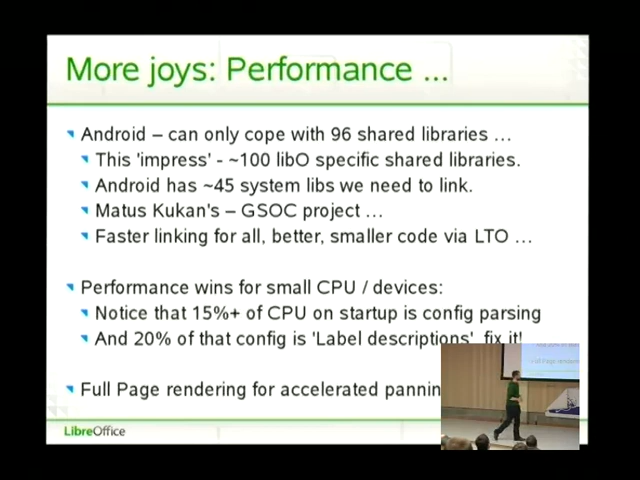 More joys: Performance ...
Android – can only cope with 96 shared libraries ...
This 'impress' - ~100 libO specific shared libraries.
Android has ~45 system libs we need to link.
Matus Kukan's – GSOC project ...
Faster linking for all, better, smaller code via LTO ...
Performance wins for small CPU / devices:
Notice that 15%+ of CPU on startup is config parsing
And 20% of that config is 'Label descriptions', fix it!
Full Page rendering for accelerated
LibreOffice
Full Page